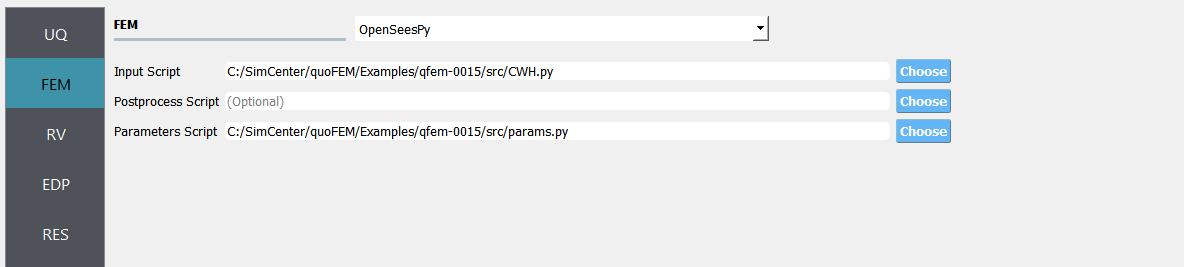 UQ
FEM
RV
EDP
RES
FEM
OpenSeesPy
Input Script C:/SimCenter/quoFEM/Examples/qfem-0015/src/CWH.py Choose
Postprocess Script (Optional) Choose
Parameters Script C:/SimCenter/quoFEM/Examples/qfem-0015/src/params.py Choose